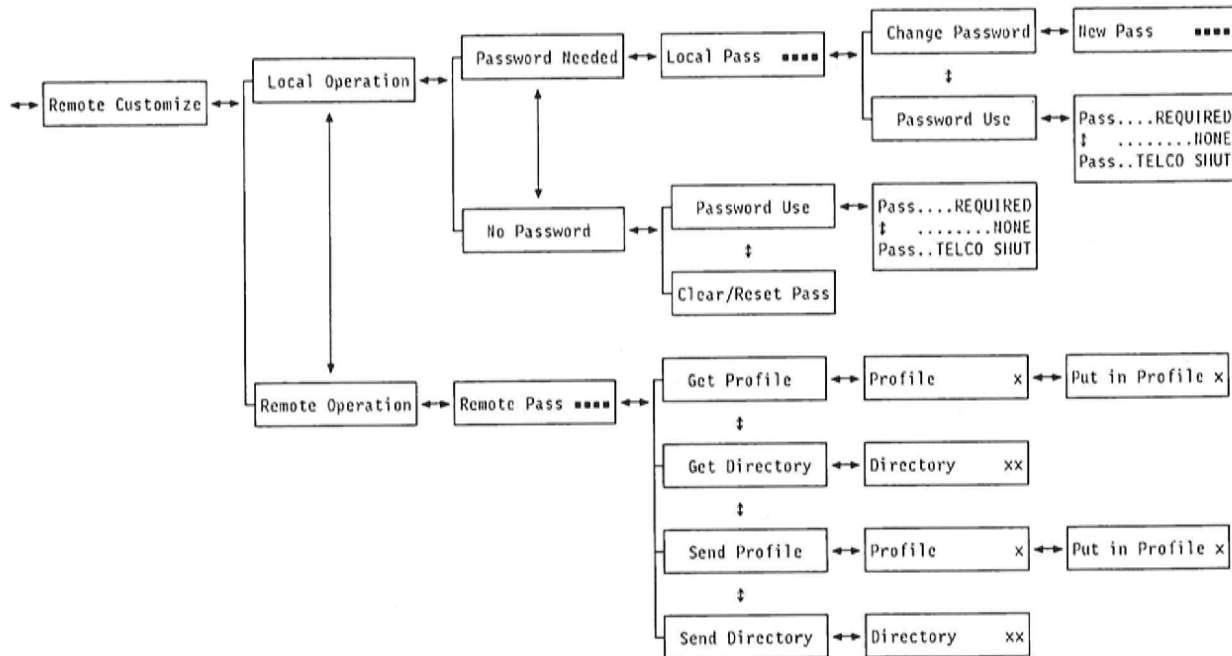 Change Password
New Pass ▪▪▪▪
Password Needed
Local Pass ▪▪▪▪
Local Operation
Remote Customize
Password Use
Pass....REQUIRED
........NONE
Pass..TELCO SHUT
Password Use
Pass....REQUIRED
........NONE
Pass..TELCO SHUT
No Password
Clear/Reset Pass
Get Profile
Profile x
Put in Profile x
Remote Operation
Remote Pass ▪▪▪▪
Get Directory
Directory xx
Send Profile
Profile x
Put in Profile x
Send Directory
Directory xx